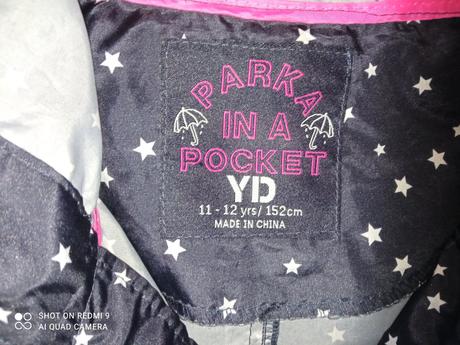 PARKA
IN A
POCKET
YD
11 - 12 yrs/ 152cm
MADE IN CHINA
SHOT ON REDMI 9
AI QUAD CAMERA